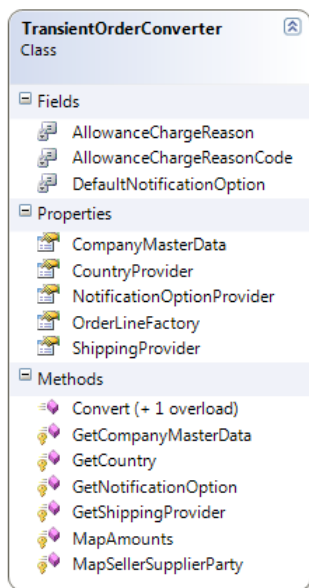 TransientOrderConverter
Class
Fields
AllowanceChargeReason
AllowanceChargeReasonCode
DefaultNotificationOption
Properties
CompanyMasterData
CountryProvider
NotificationOptionProvider
OrderLineFactory
ShippingProvider
Methods
Convert (+ 1 overload)
GetCompanyMasterData
GetCountry
GetNotificationOption
GetShippingProvider
MapAmounts
MapSellerSupplierParty